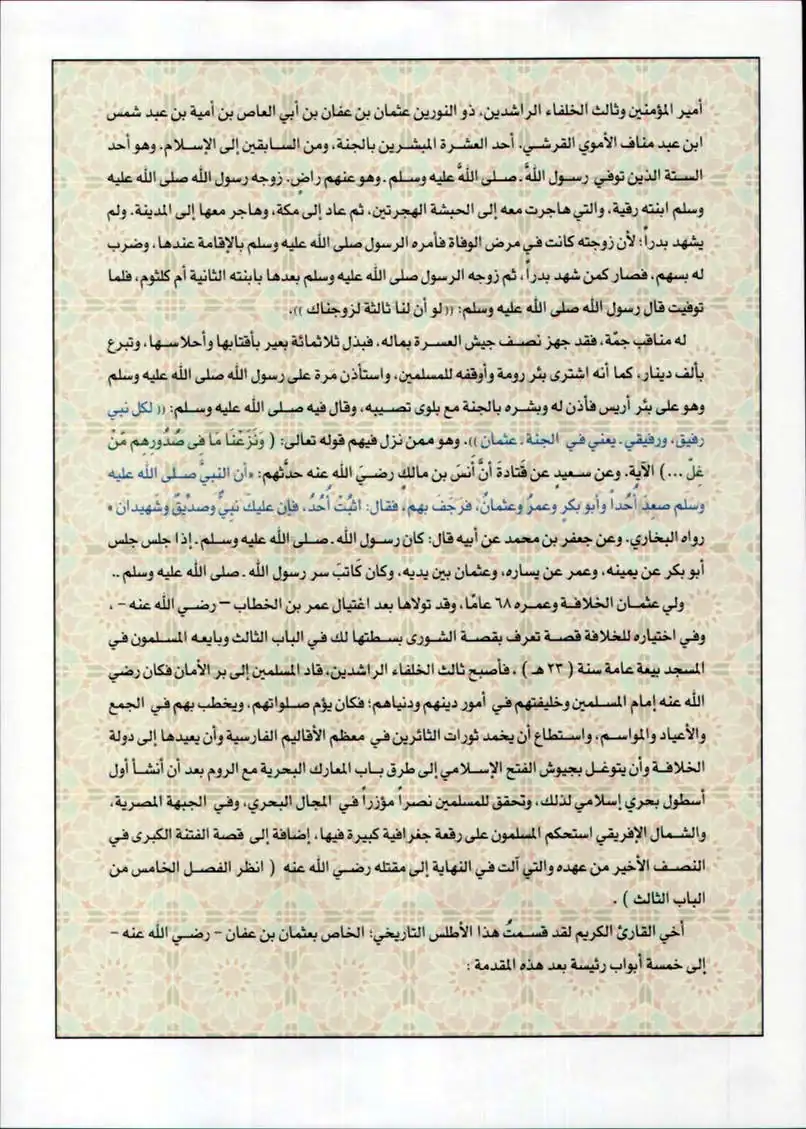 أمير المؤمنين وثالث الخلفاء الراشدين، ذو النورين عثمان بن عفان بن أبي العاص بن أمية بن عبد شمس
ابن عبد مناف الأموي القرشي. أحد العشرة المبشرين بالجنة، ومن السابقين إلى الإسلام. وهو أحد
الستة الذين توفي رسول اللهَّ ـ صلى اللهَّ عليه وسلم ـ وهو عنهم راضٍ. زوجه رسول الله صلى الله عليه
وسلم ابنته رقية، والتي هاجرت معه إلى الحبشة الهجرتين، ثم عاد إلى مكة، وهاجر معها إلى المدينة. ولم
يشهد بدراً؛ لأن زوجته كانت في مرض الوفاة فأمره الرسول صلى الله عليه وسلم بالإقامة عندها، وضرب
له بسهم، فصار كمن شهد بدراً، ثم زوجه الرسول صلى الله عليه وسلم بعدها بابنته الثانية أم كلثوم، فلما
توفيت قال رسول الله صلى الله عليه وسلم: ((لو أن لنا ثالثة لزوجناك )).
له مناقب جمّة، فقد جهز نصف جيش العسرة بماله، فبذل ثلاثمائة بعير بأقتابها وأحلاسها، وتبرع
بألف دينار، كما أنه اشترى بئر رومة وأوقفه للمسلمين، واستأذن مرة على رسول الله صلى الله عليه وسلم
وهو على بئر أريس فأذن له وبشره بالجنة مع بلوى تصيبه، وقال فيه صلى الله عليه وسلم: (( لكل نبي
رفيق، ورفيقي ـ يعني في الجنة ـ عثمان )). وهو ممن نزل فيهم قوله تعالى: ( وَنَزَعْنَا مَا فِى صُدُورِهِم مِّنْ
غِلّ ...) الآية. وعن سعيدٍ عن قَتادةَ أنَّ أنسَ بن مالك رضيَ الله عنه حدَّثهم: «أن النبيَّ صلى الله عليه
وسلم صعِدَ أُحُداً وأبو بكرٍ وعمرُ وعثمانُ، فرَجَفَ بهم، فقال: اثبُتْ أُحُدُ، فإن عليكَ نبيٌّ وصدِّيقٌ وشَهيدان »
رواه البخاري. وعن جعفر بن محمد عن أبيه قال: كان رسول الله ـ صلى الله عليه وسلم ـ إذا جلس جلس
أبو بكر عن يمينه، وعمر عن يساره، وعثمان بين يديه، وكان كاتبَ سر رسول الله ـ صلى الله عليه وسلم ..
ولي عثمان الخلافة وعمره ٦٨ عامًا، وقد تولاها بعد اغتيال عمر بن الخطاب – رضي الله عنه - ،
وفي اختياره للخلافة قصة تعرف بقصة الشورى بسطتها لك في الباب الثالث وبايعه المسلمون في
المسجد بيعة عامة سنة ( ٢٣ هـ ) ، فأصبح ثالث الخلفاء الراشدين، قاد المسلمين إلى بر الأمان فكان رضي
الله عنه إمام المسلمين وخليفتهم في أمور دينهم ودنياهم؛ فكان يؤم صلواتهم، ويخطب بهم في الجمع
والأعياد والمواسم، واستطاع أن يخمد ثورات الثائرين في معظم الأقاليم الفارسية وأن يعيدها إلى دولة
الخلافة وأن يتوغل بجيوش الفتح الإسلامي إلى طرق باب المعارك البحرية مع الروم بعد أن أنشأ أول
أسطول بحري إسلامي لذلك، وتحقق للمسلمين نصراً مؤزراً في المجال البحري، وفي الجبهة المصرية،
والشمال الإفريقي استحكم المسلمون على رقعة جغرافية كبيرة فيها، إضافة إلى قصة الفتنة الكبرى في
النصف الأخير من عهده والتي آلت في النهاية إلى مقتله رضي الله عنه ( انظر الفصل الخامس من
الباب الثالث ) .
أخي القارئ الكريم لقد قسمتُ هذا الأطلس التاريخي؛ الخاص بعثمان بن عفان - رضي الله عنه -
إلى خمسة أبواب رئيسة بعد هذه المقدمة :